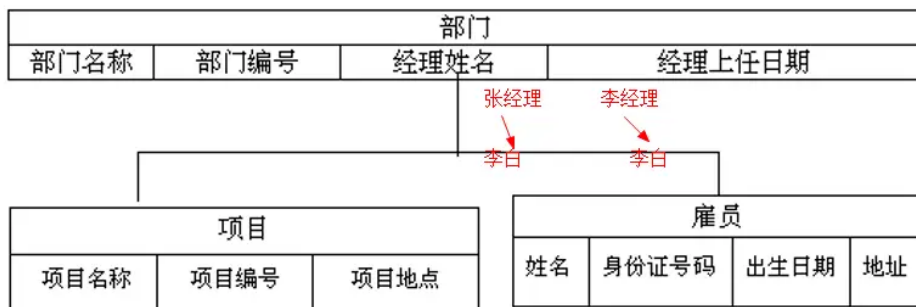 部门
部门名称 部门编号 经理姓名 经理上任日期
张经理 李经理
李白 李白
项目
项目名称 项目编号 项目地点
雇员
姓名 身份证号码 出生日期 地址